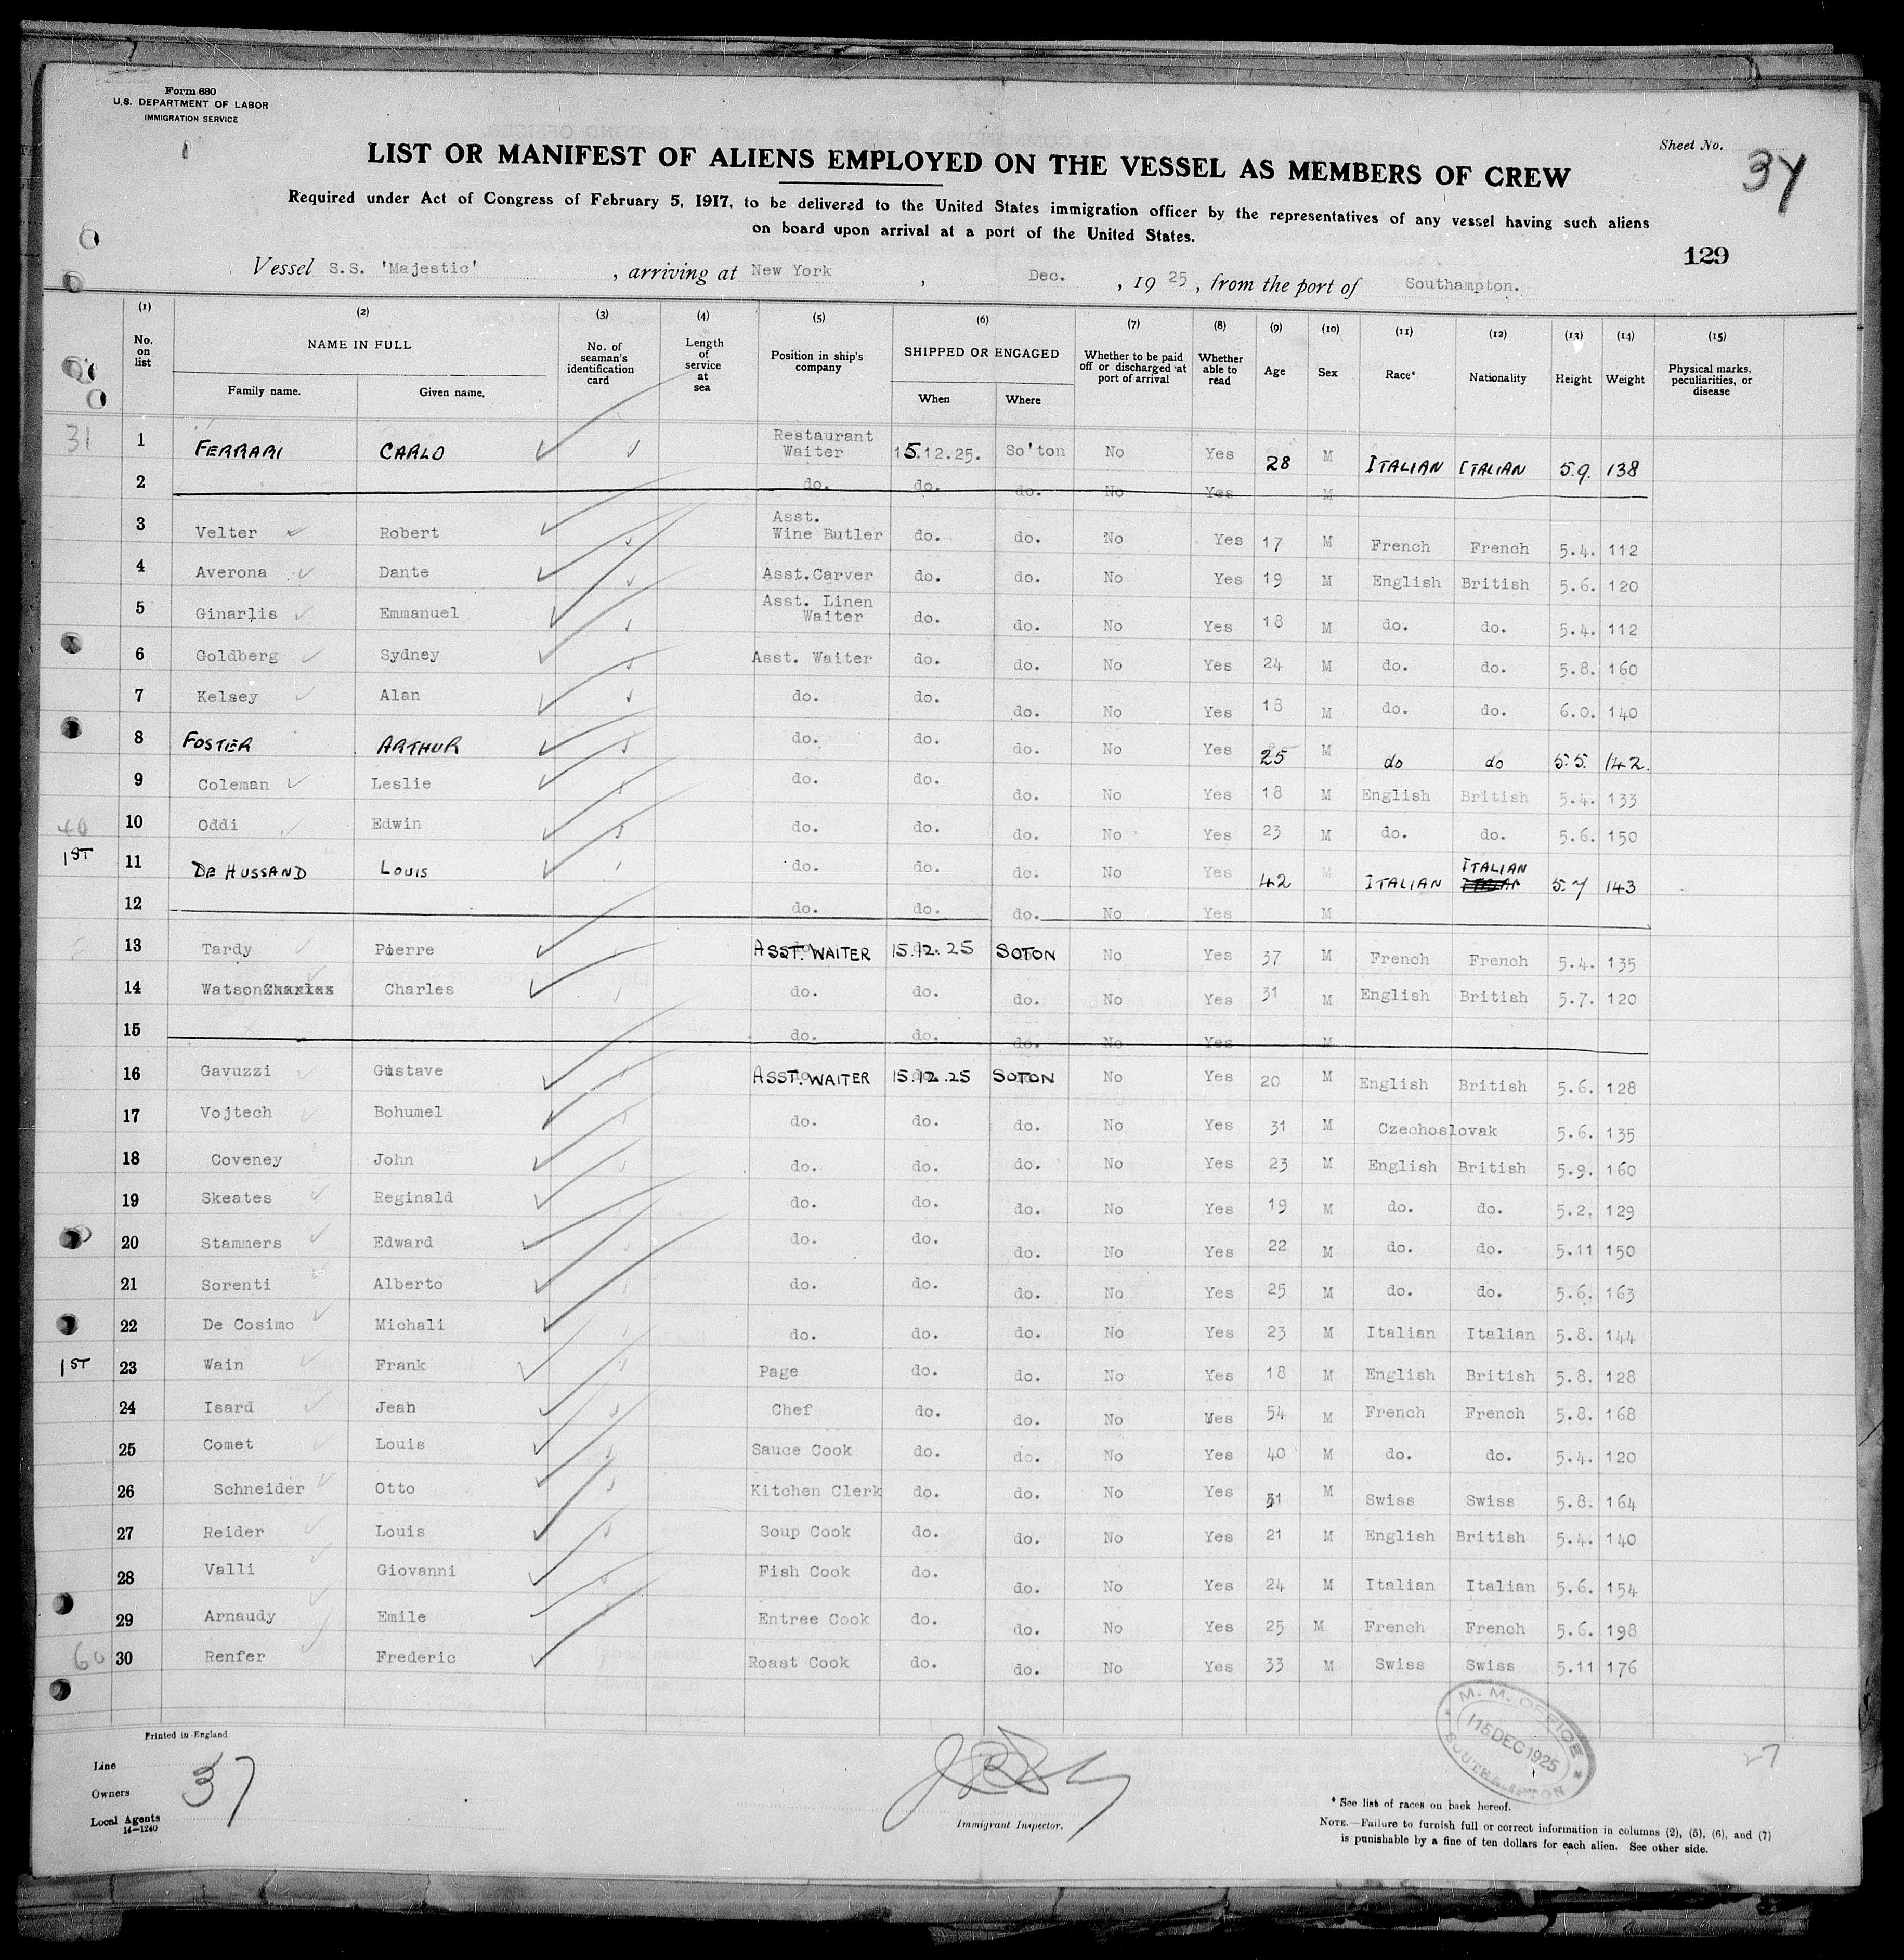 Form 680
U.S. DEPARTMENT OF LABOR
IMMIGRATION SERVICE
Sheet No. 37
LIST OR MANIFEST OF ALIENS EMPLOYED ON THE VESSEL AS MEMBERS OF CREW
Required under Act of Congress of February 5, 1917, to be delivered to the United States immigration officer by the representatives of any vessel having such aliens
on board upon arrival at a port of the United States.
129
Vessel S.S. 'Majestic' , arriving at New York , Dec. , 19 25 , from the port of Southampton.
(1) (2) (3) (4) (5) (6) (7) (8) (9) (10) (11) (12) (13) (14) (15)
No. on list NAME IN FULL Family name. Given name. No. of seaman's identification card Length of service at sea Position in ship's company SHIPPED OR ENGAGED When Where Whether to be paid off or discharged at port of arrival Whether able to read Age Sex Race* Nationality Height Weight Physical marks, peculiarities, or disease
31 1 FERRARI CARLO Restaurant Waiter 15.12.25. So'ton No Yes 28 M ITALIAN ITALIAN 5.9. 138
2 do. do. do. No Yes M
3 Velter Robert Asst. Wine Butler do. do. No Yes 17 M French French 5.4. 112
4 Averona Dante Asst.Carver do. do. No Yes 19 M English British 5.6. 120
5 Ginarlis Emmanuel Asst. Linen Waiter do. do. No Yes 18 M do. do. 5.4. 112
6 Goldberg Sydney Asst. Waiter do. do. No Yes 24 M do. do. 5.8. 160
7 Kelsey Alan do. do. do. No Yes 18 M do. do. 6.0. 140
8 FOSTER ARTHUR do. do. do. No Yes 25 M do do 5.5. 142.
9 Coleman Leslie do. do. do. No Yes 18 M English British 5.4. 133
40 10 Oddi Edwin do. do. do. No Yes 23 M do. do. 5.6. 150
1ST 11 DE HUSSAND LOUIS do. do. do. No Yes 42 M ITALIAN ITALIAN 5.7 143
12 do. do. do. No Yes M
13 Tardy Pierre ASST. WAITER 15.12.25 SOTON No Yes 37 M French French 5.4. 135
14 Watson Charles do. do. do. No Yes 31 M English British 5.7. 120
15 do. do. do. No Yes M
16 Gavuzzi Gustave ASST. WAITER 15.12.25 SOTON No Yes 20 M English British 5.6. 128
17 Vojtech Bohumel do. do. do. No Yes 31 M Czechoslovak 5.6. 135
18 Coveney John do. do. do. No Yes 23 M English British 5.9. 160
19 Skeates Reginald do. do. do. No Yes 19 M do. do. 5.2. 129
20 Stammers Edward do. do. do. No Yes 22 M do. do. 5.11 150
21 Sorenti Alberto do. do. do. No Yes 25 M do. do. 5.6. 163
22 De Cosimo Michali do. do. do. No Yes 23 M Italian Italian 5.8. 144
1ST 23 Wain Frank Page do. do. No Yes 18 M English British 5.8. 128
24 Isard Jean Chef do. do. No Yes 54 M French French 5.8. 168
25 Comet Louis Sauce Cook do. do. No Yes 40 M do. do. 5.4. 120
26 Schneider Otto Kitchen Clerk do. do. No Yes 51 M Swiss Swiss 5.8. 164
27 Reider Louis Soup Cook do. do. No Yes 21 M English British 5.4. 140
28 Valli Giovanni Fish Cook do. do. No Yes 24 M Italian Italian 5.6. 154
29 Arnaudy Emile Entree Cook do. do. No Yes 25 M French French 5.6. 198
60 30 Renfer Frederic Roast Cook do. do. No Yes 33 M Swiss Swiss 5.11 176
M. M. OFFICE
15 DEC 1925
SOUTHAMPTON
Printed in England.
Line
Owners
Local Agents
14—1240
37
Immigrant Inspector.
27
* See list of races on back hereof.
NOTE.—Failure to furnish full or correct information in columns (2), (5), (6), and (7)
is punishable by a fine of ten dollars for each alien. See other side.